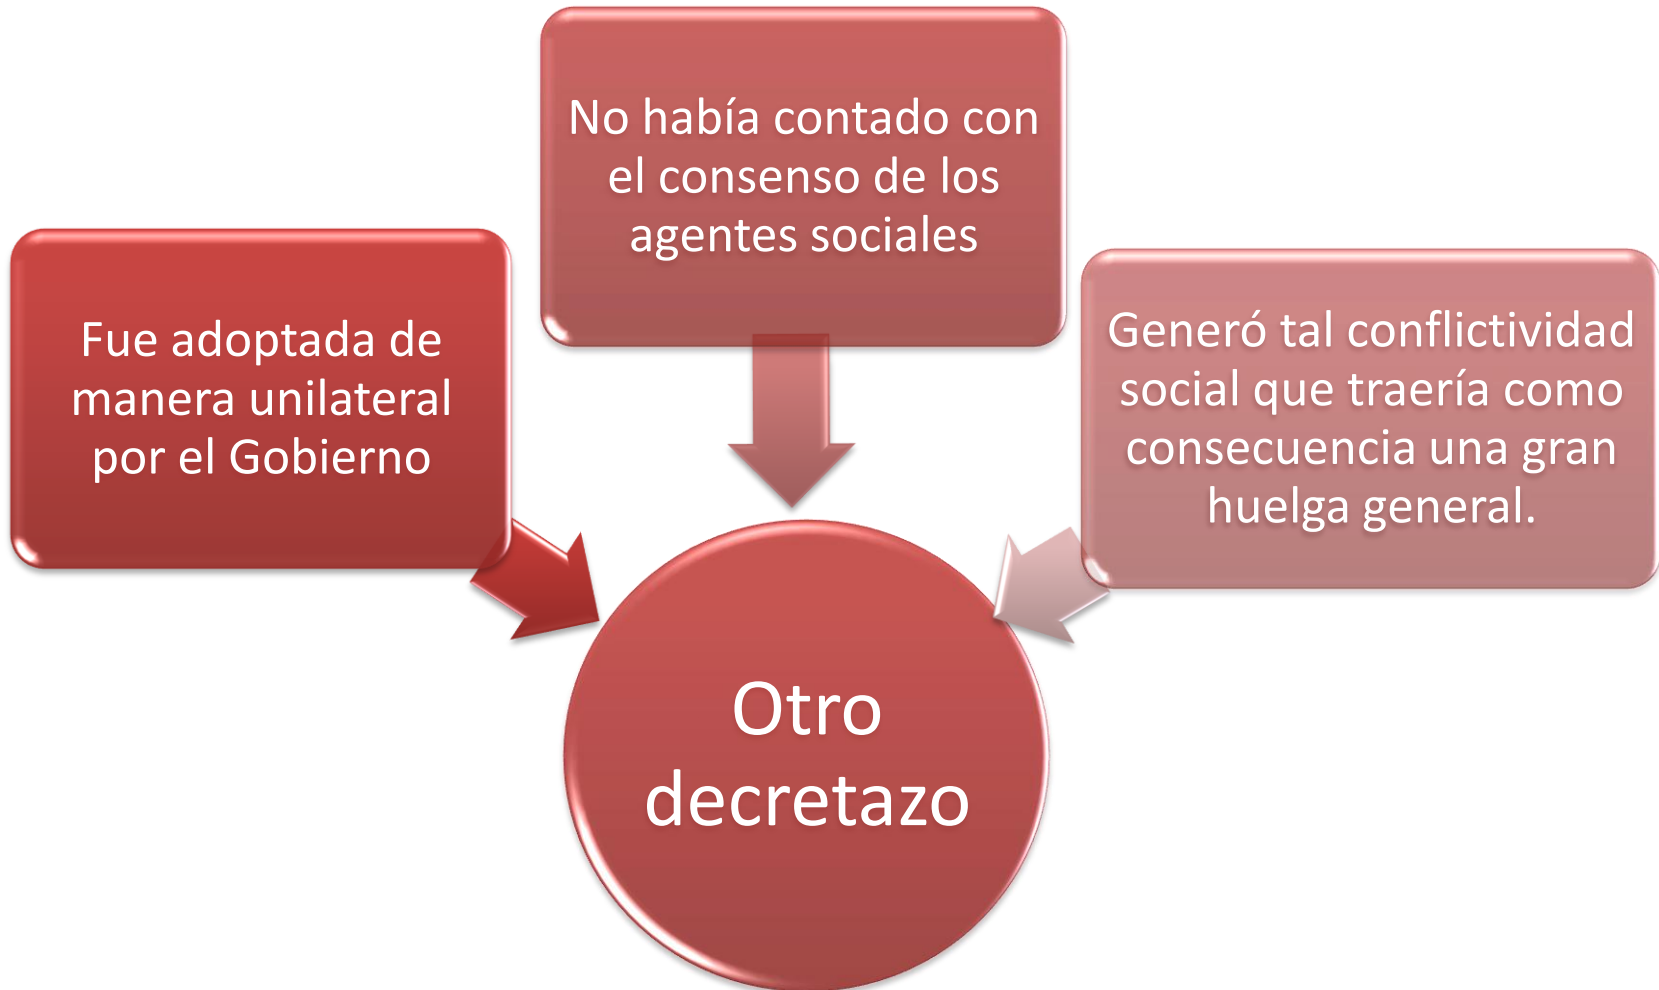 Fue adoptada de
manera unilateral
por el Gobierno
No había contado con
el consenso de los
agentes sociales
Generó tal conflictividad
social que traería como
consecuencia una gran
huelga general.
Otro
decretazo